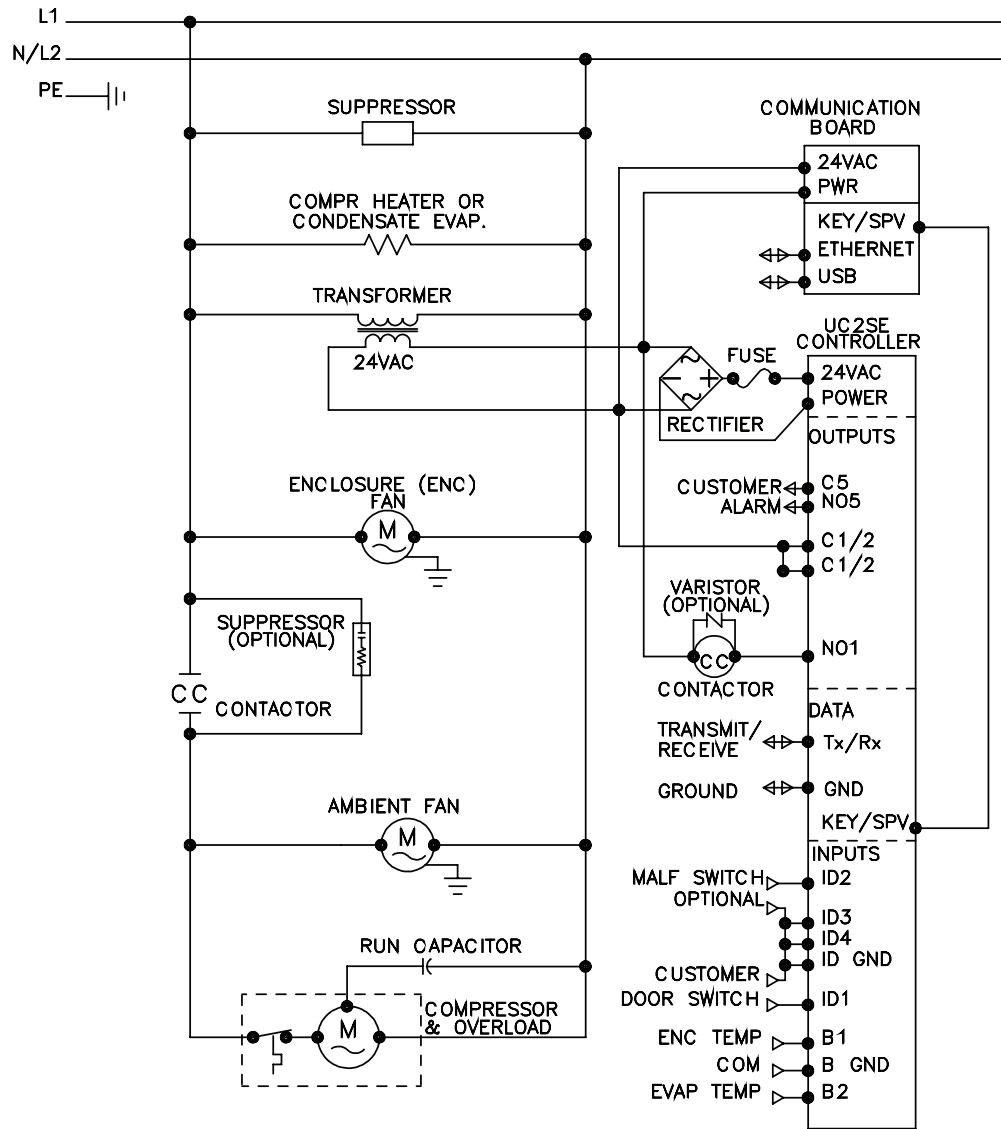 L1
N/L2
PE
SUPPRESSOR
COMPR HEATER OR
CONDENSATE EVAP.
TRANSFORMER
24VAC
ENCLOSURE (ENC)
FAN
M
SUPPRESSOR
(OPTIONAL)
CC
CONTACTOR
AMBIENT FAN
M
RUN CAPACITOR
M
COMPRESSOR
& OVERLOAD
COMMUNICATION
BOARD
24VAC
PWR
KEY/SPV
ETHERNET
USB
UC2SE
CONTROLLER
FUSE
RECTIFIER
24VAC
POWER
OUTPUTS
CUSTOMER
ALARM
C5
NO5
C1/2
C1/2
VARISTOR
(OPTIONAL)
CC
CONTACTOR
NO1
DATA
TRANSMIT/
RECEIVE
Tx/Rx
GROUND
GND
KEY/SPV
INPUTS
MALF SWITCH
ID2
OPTIONAL
ID3
ID4
ID GND
CUSTOMER
DOOR SWITCH
ID1
ENC TEMP
B1
COM
B GND
EVAP TEMP
B2